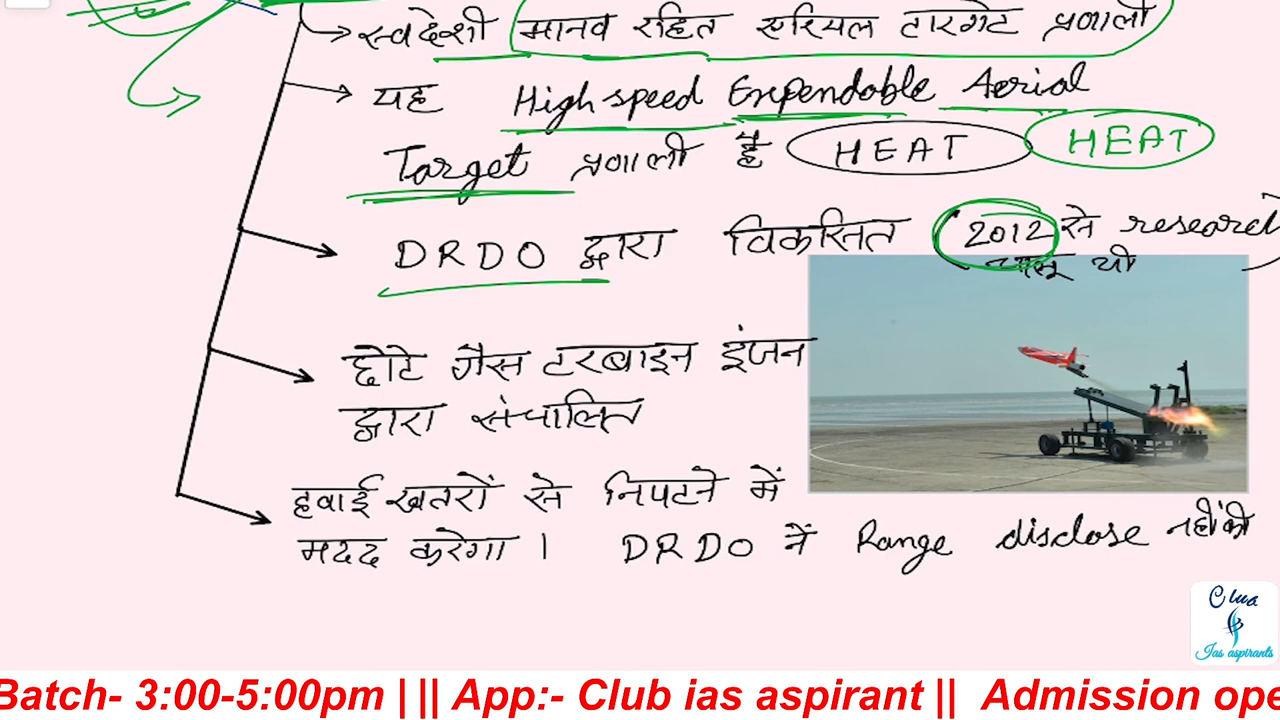 स्वदेशी मानव रहित एरियल टारगेट प्रणाली
यह High speed Expendable Aerial
Target प्रणाली है HEAT HEAT
DRDO द्वारा विकसित (2012 से research
चालू थी)
छोटे गैस टरबाइन इंजन
द्वारा संचालित
हवाई खतरों से निपटने में
मदद करेगा । DRDO ने Range disclose नहीं की
Club
Ias aspirants
Batch- 3:00-5:00pm | || App:- Club ias aspirant || Admission ope